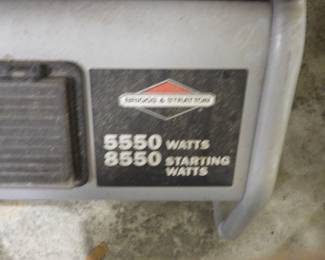 BRIGGS & STRATTON
5550 WATTS
8550 STARTING
WATTS